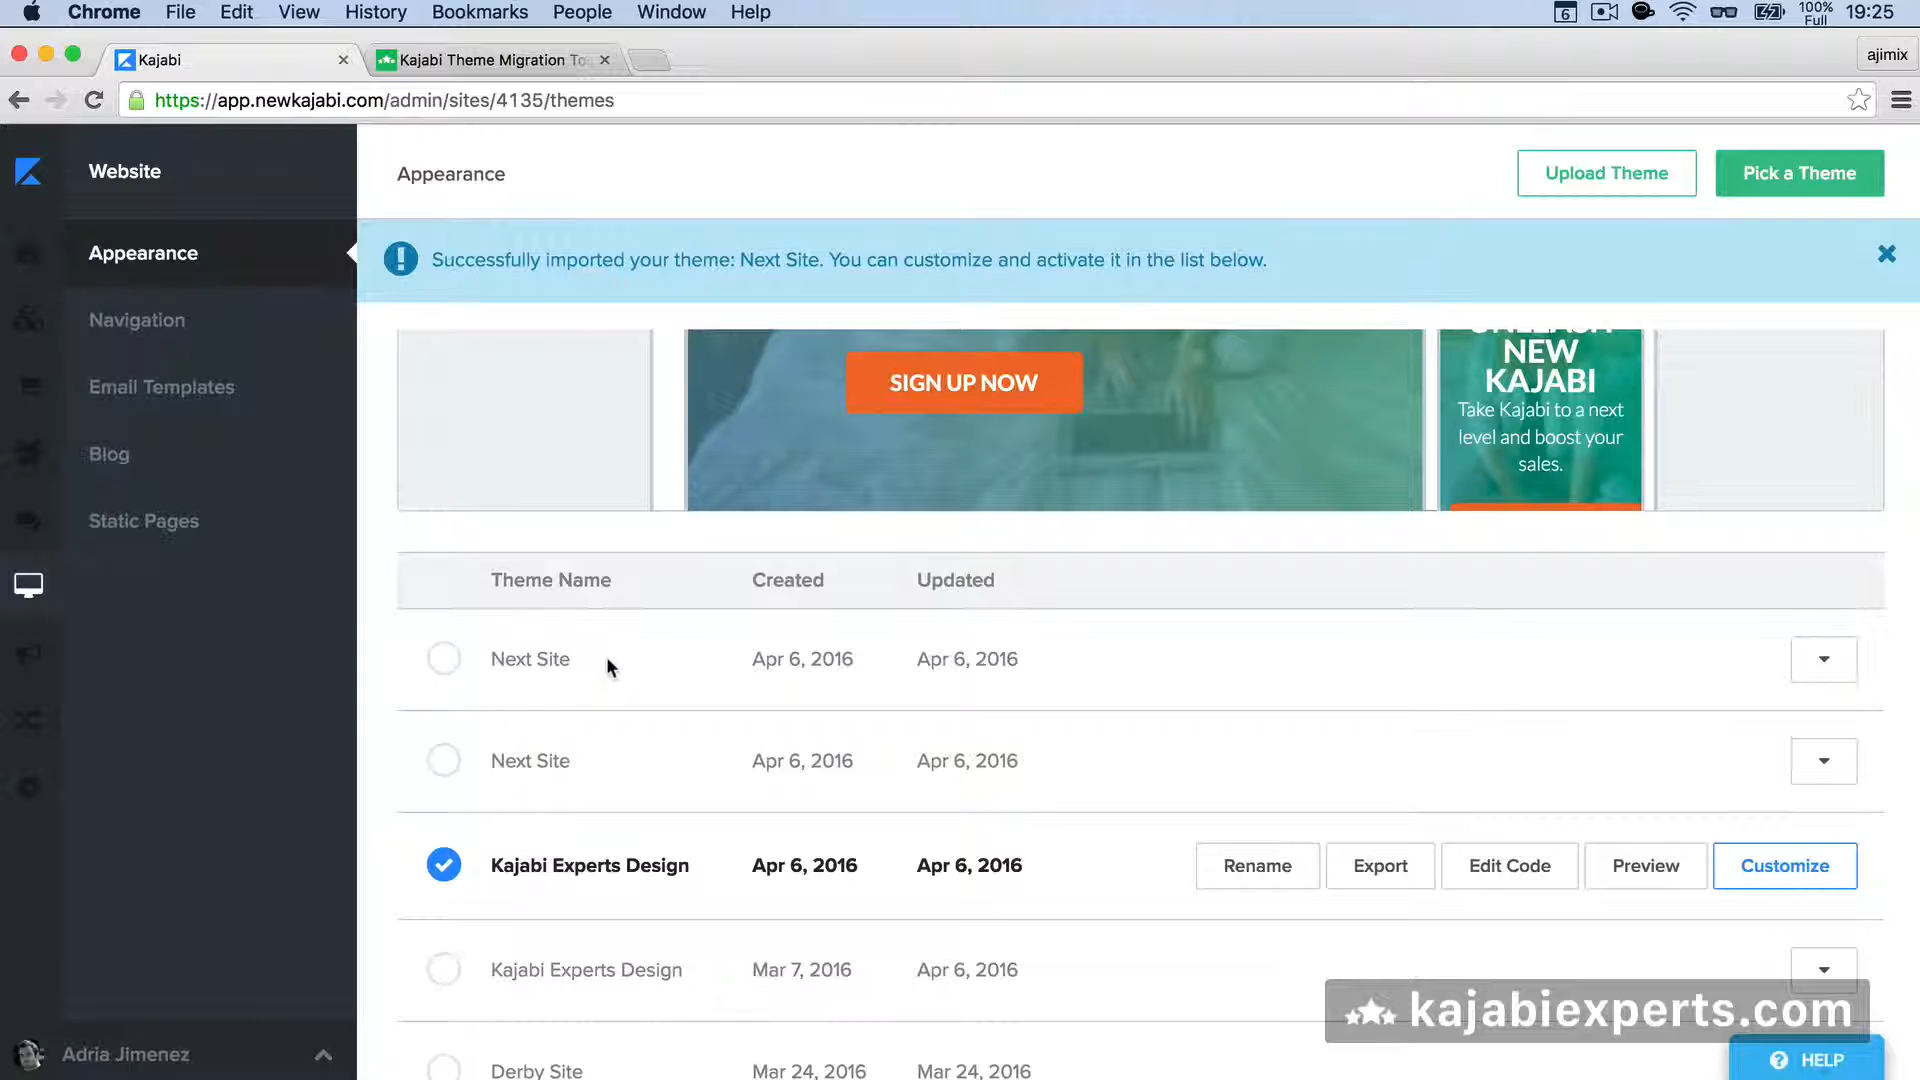 Chrome File Edit View History Bookmarks People Window Help 6 100% Full 19:25
Kajabi Kajabi Theme Migration To ajimix
https://app.newkajabi.com/admin/sites/4135/themes
Website
Appearance
Upload Theme
Pick a Theme
Appearance
Navigation
Email Templates
Blog
Static Pages
Successfully imported your theme: Next Site. You can customize and activate it in the list below.
SIGN UP NOW
NEW
KAJABI
Take Kajabi to a next
level and boost your
sales.
Theme Name Created Updated
Next Site Apr 6, 2016 Apr 6, 2016
Next Site Apr 6, 2016 Apr 6, 2016
Kajabi Experts Design Apr 6, 2016 Apr 6, 2016 Rename Export Edit Code Preview Customize
Kajabi Experts Design Mar 7, 2016 Apr 6, 2016
Derby Site Mar 24, 2016 Mar 24, 2016
kajabiexperts.com
Adria Jimenez
HELP